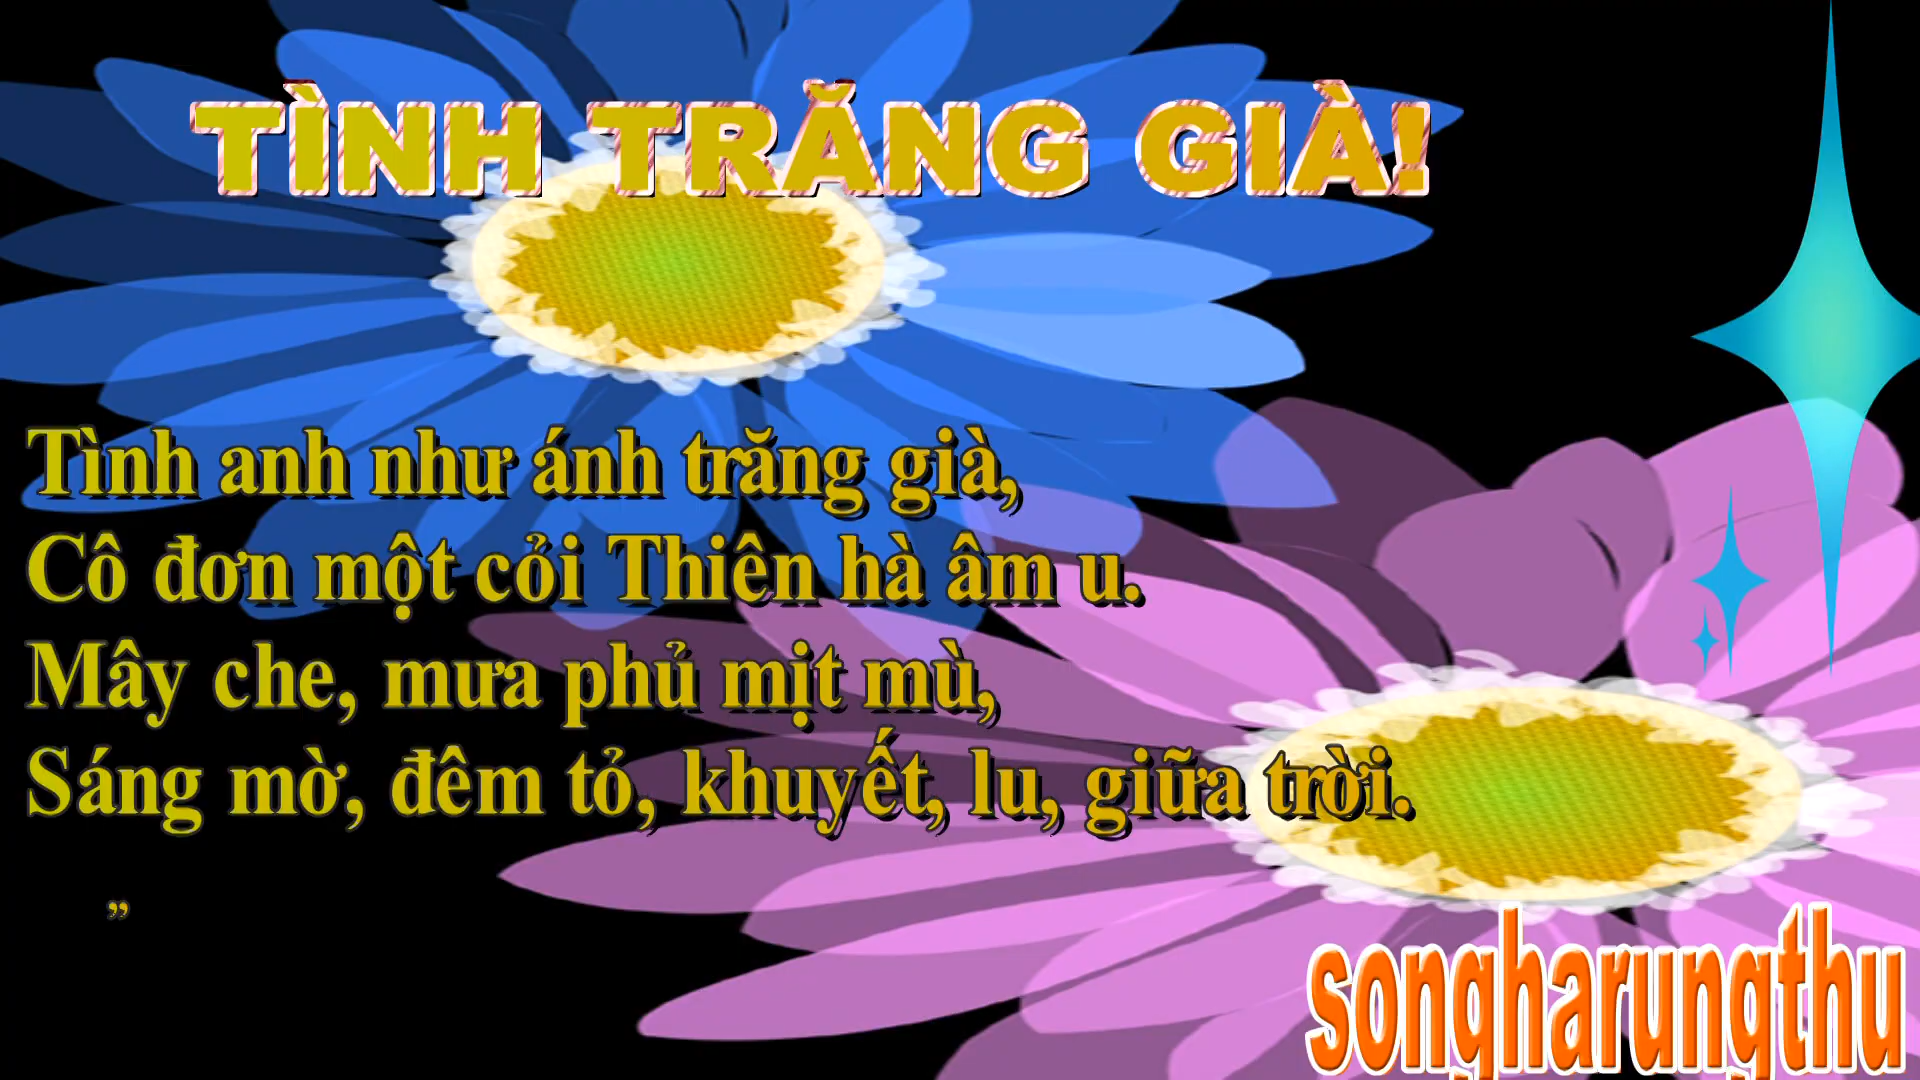 TÌNH TRĂNG GIÀ!
Tình anh như ánh trăng già,
Cô đơn một cỏi Thiên hà âm u.
Mây che, mưa phủ mịt mù,
Sáng mờ, đêm tỏ, khuyết, lu, giữa trời.
”
songharungthu